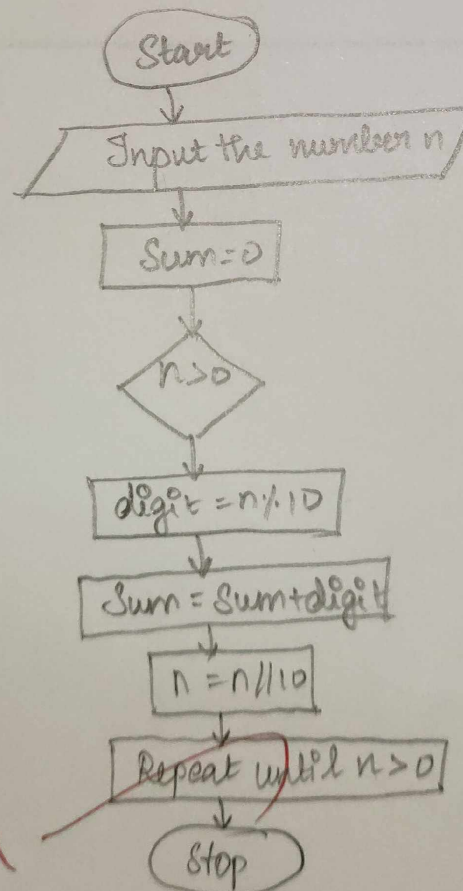 Start
Input the number n
Sum=0
n>0
digit = n%10
Sum = Sum+digit
n = n//10
Repeat until n>0
Stop